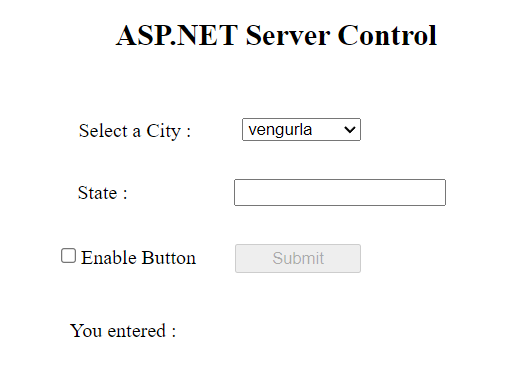 ASP.NET Server Control
Select a City : vengurla
State :
Enable Button Submit
You entered :